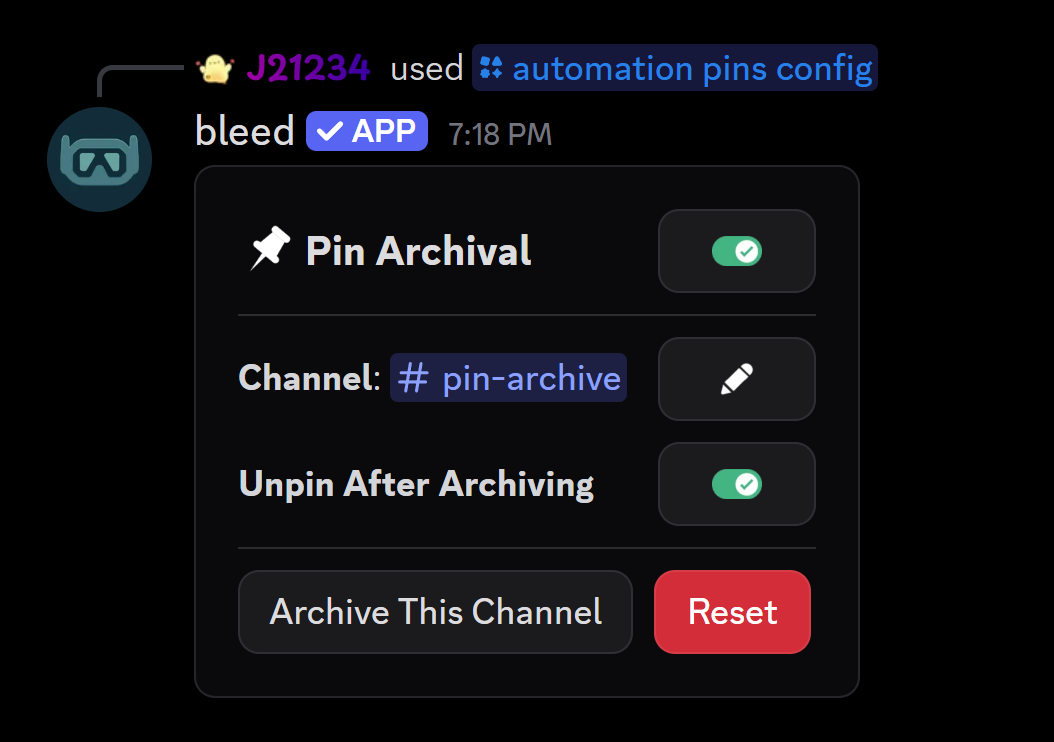 J21234 used automation pins config
bleed APP 7:18 PM
Pin Archival
Channel: # pin-archive
Unpin After Archiving
Archive This Channel Reset